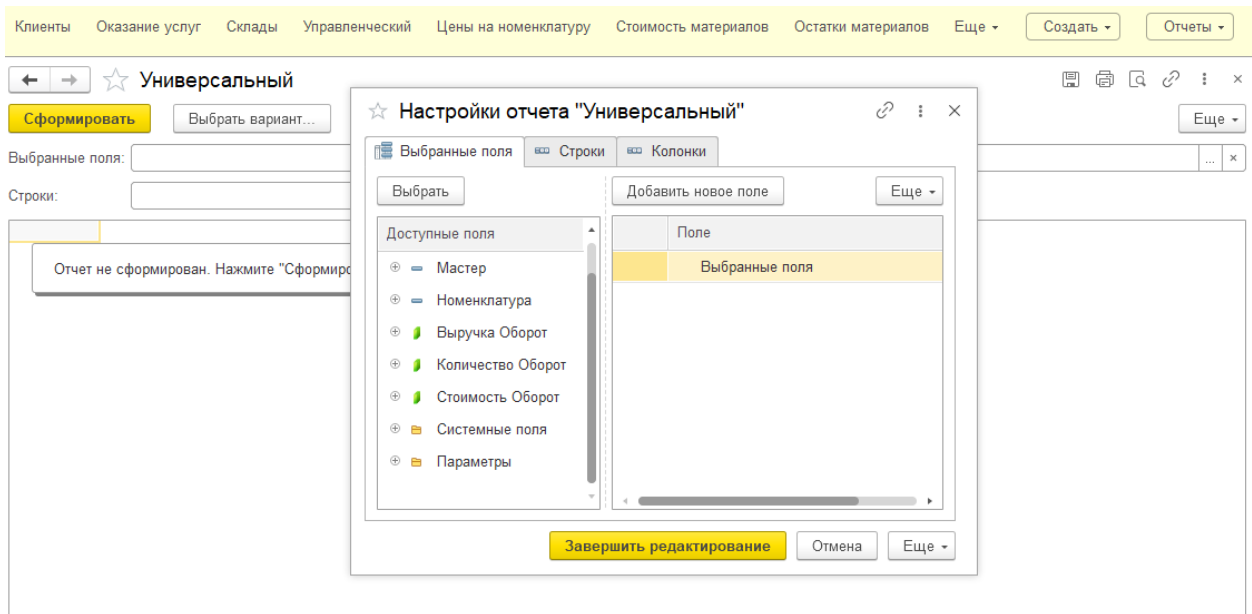 Клиенты Оказание услуг Склады Управленческий Цены на номенклатуру Стоимость материалов Остатки материалов Еще Создать Отчеты
Универсальный
Сформировать Выбрать вариант... Еще
Выбранные поля: ...
Строки:
Отчет не сформирован. Нажмите "Сформиро
Настройки отчета "Универсальный"
Выбранные поля Строки Колонки
Выбрать Добавить новое поле Еще
Доступные поля Поле
Мастер Выбранные поля
Номенклатура
Выручка Оборот
Количество Оборот
Стоимость Оборот
Системные поля
Параметры
Завершить редактирование Отмена Еще